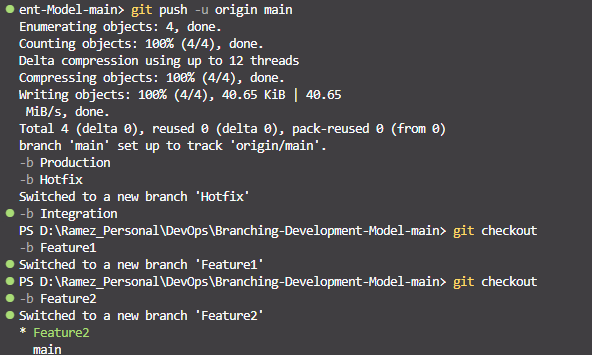 ent-Model-main> git push -u origin main
Enumerating objects: 4, done.
Counting objects: 100% (4/4), done.
Delta compression using up to 12 threads
Compressing objects: 100% (4/4), done.
Writing objects: 100% (4/4), 40.65 KiB | 40.65
 MiB/s, done.
Total 4 (delta 0), reused 0 (delta 0), pack-reused 0 (from 0)
branch 'main' set up to track 'origin/main'.
-b Production
-b Hotfix
Switched to a new branch 'Hotfix'
-b Integration
PS D:\Ramez_Personal\DevOps\Branching-Development-Model-main> git checkout
-b Feature1
Switched to a new branch 'Feature1'
PS D:\Ramez_Personal\DevOps\Branching-Development-Model-main> git checkout
-b Feature2
Switched to a new branch 'Feature2'
* Feature2
  main